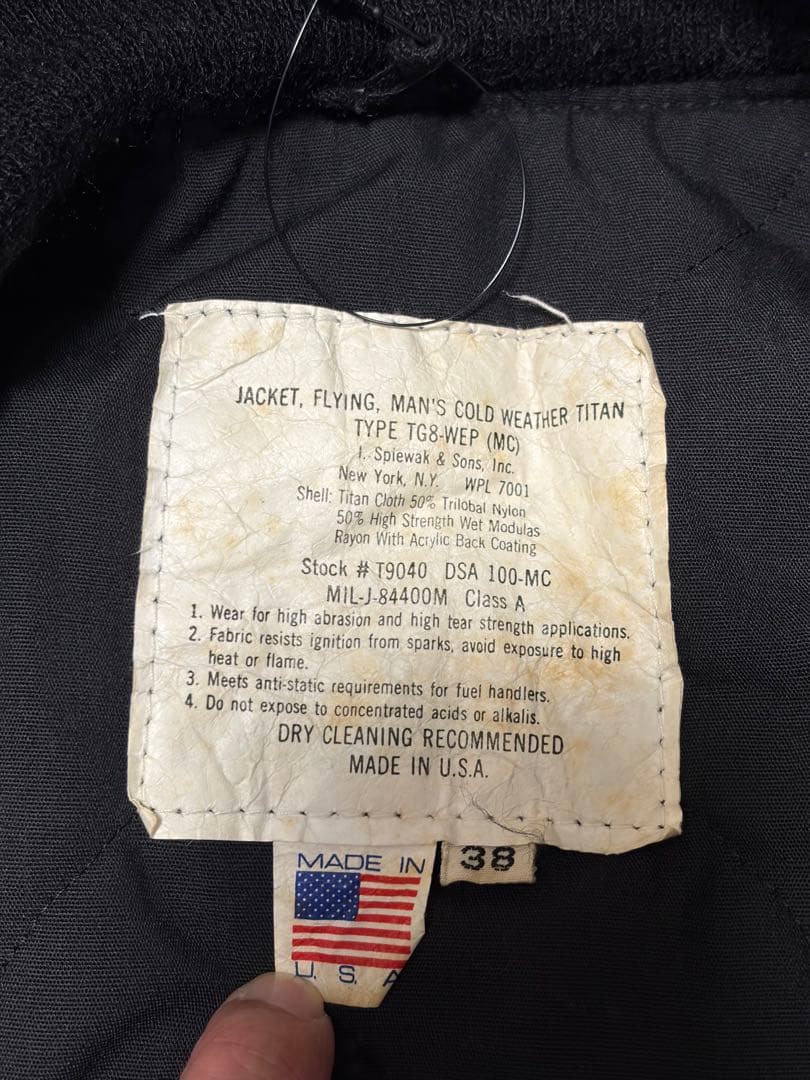 JACKET, FLYING, MAN'S COLD WEATHER TITAN
TYPE TG8-WEP (MC)
I. Spiewak & Sons, Inc.
New York, N.Y. WPL 7001
Shell: Titan Cloth 50% Trilobal Nylon
50% High Strength Wet Modulas
Rayon With Acrylic Back Coating
Stock # T9040 DSA 100-MC
MIL-J-84400M Class A
1. Wear for high abrasion and high tear strength applications.
2. Fabric resists ignition from sparks, avoid exposure to high
heat or flame.
3. Meets anti-static requirements for fuel handlers.
4. Do not expose to concentrated acids or alkalis.
DRY CLEANING RECOMMENDED
MADE IN U.S.A.
38
MADE IN
U. S. A